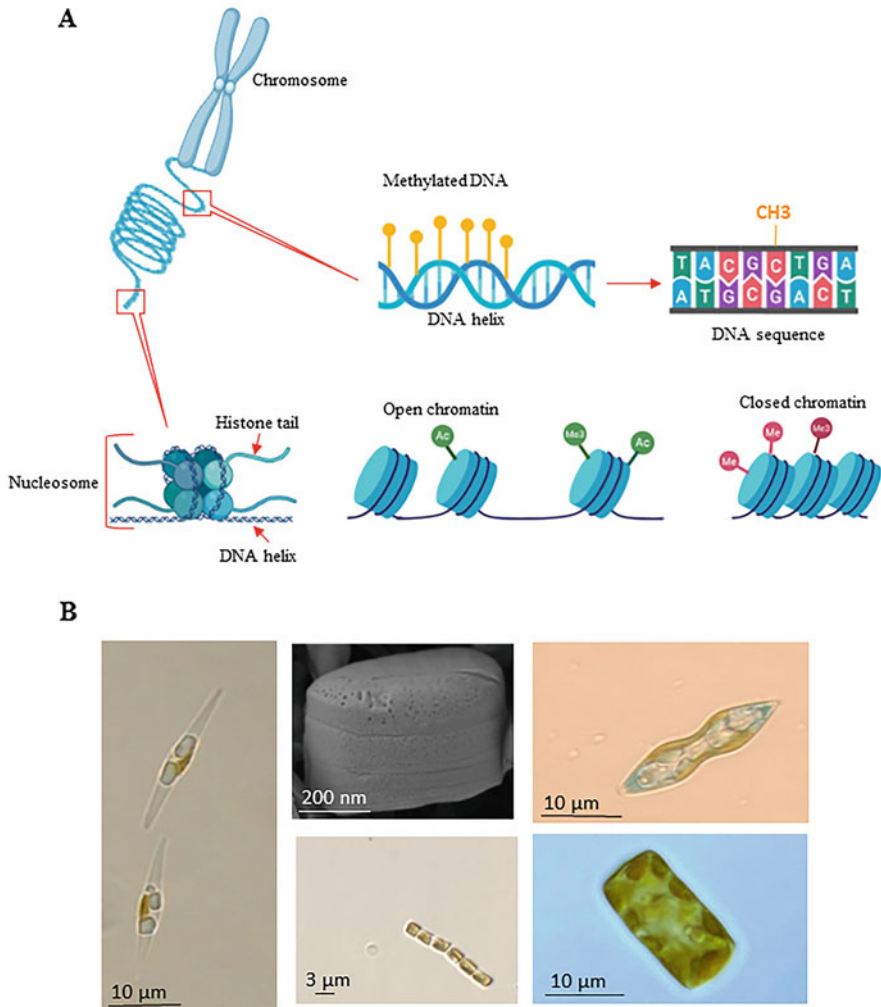 A
Chromosome
Methylated DNA
DNA helix
CH3
T A C G C T G A
A T G C G A C T
DNA sequence
Histone tail
Nucleosome
DNA helix
Open chromatin
Ac
Me3
Ac
Closed chromatin
Me
Me
Me3
B
10 µm
200 nm
3 µm
10 µm
10 µm